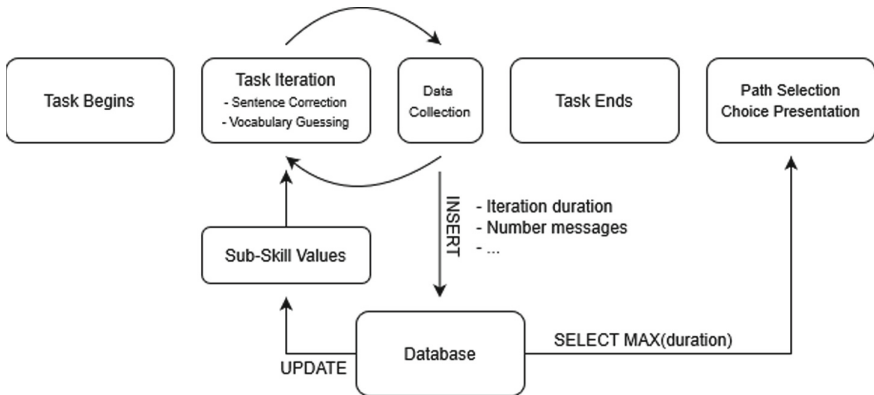 Task Begins
Task Iteration
- Sentence Correction
- Vocabulary Guessing
Data
Collection
Task Ends
Path Selection
Choice Presentation
INSERT
- Iteration duration
- Number messages
- ...
Sub-Skill Values
UPDATE
Database
SELECT MAX(duration)